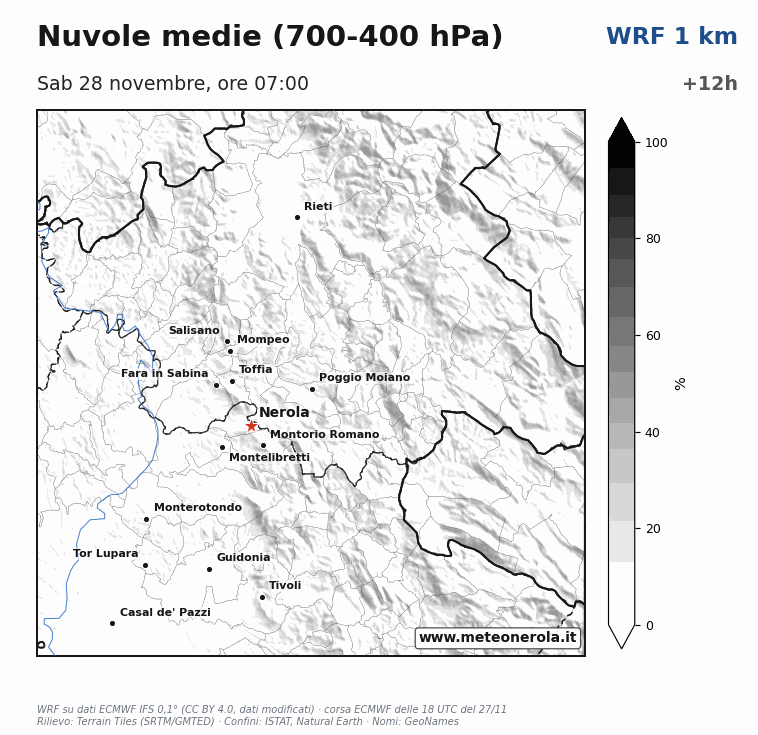 Nuvole medie (700-400 hPa)
WRF 1 km
Sab 28 novembre, ore 07:00
+12h
Rieti
Salisano
Mompeo
Toffia
Fara in Sabina
Poggio Moiano
Nerola
Montorio Romano
Montelibretti
Monterotondo
Tor Lupara
Guidonia
Tivoli
Casal de' Pazzi
www.meteonerola.it
100
80
60
40
20
0
%
WRF su dati ECMWF IFS 0,1° (CC BY 4.0, dati modificati) · corsa ECMWF delle 18 UTC del 27/11
Rilievo: Terrain Tiles (SRTM/GMTED) · Confini: ISTAT, Natural Earth · Nomi: GeoNames